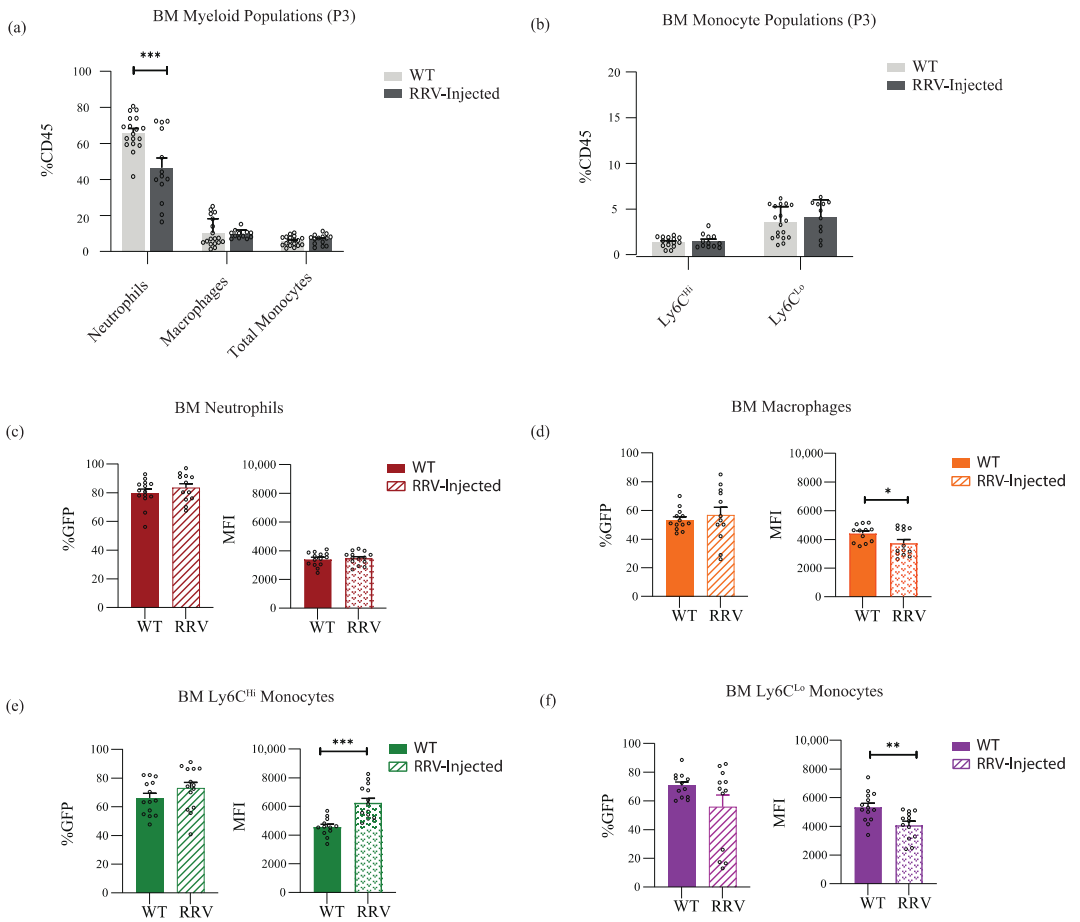 (a)
BM Myeloid Populations (P3)
***
WT
RRV-Injected
%CD45
100
80
60
40
20
0
Neutrophils
Macrophages
Total Monocytes
(b)
BM Monocyte Populations (P3)
WT
RRV-Injected
%CD45
20
15
10
5
0
Ly6CHi
Ly6CLo
(c)
BM Neutrophils
%GFP
100
80
60
40
20
0
WT RRV
MFI
10,000
8000
6000
4000
2000
0
WT RRV
WT
RRV-Injected
(d)
BM Macrophages
%GFP
100
80
60
40
20
0
WT RRV
MFI
10,000
8000
6000
4000
2000
0
*
WT RRV
WT
RRV-Injected
(e)
BM Ly6CHi Monocytes
%GFP
100
80
60
40
20
0
WT RRV
MFI
10,000
8000
6000
4000
2000
0
***
WT RRV
WT
RRV-Injected
(f)
BM Ly6CLo Monocytes
%GFP
100
80
60
40
20
0
WT RRV
MFI
10,000
8000
6000
4000
2000
0
**
WT RRV
WT
RRV-Injected